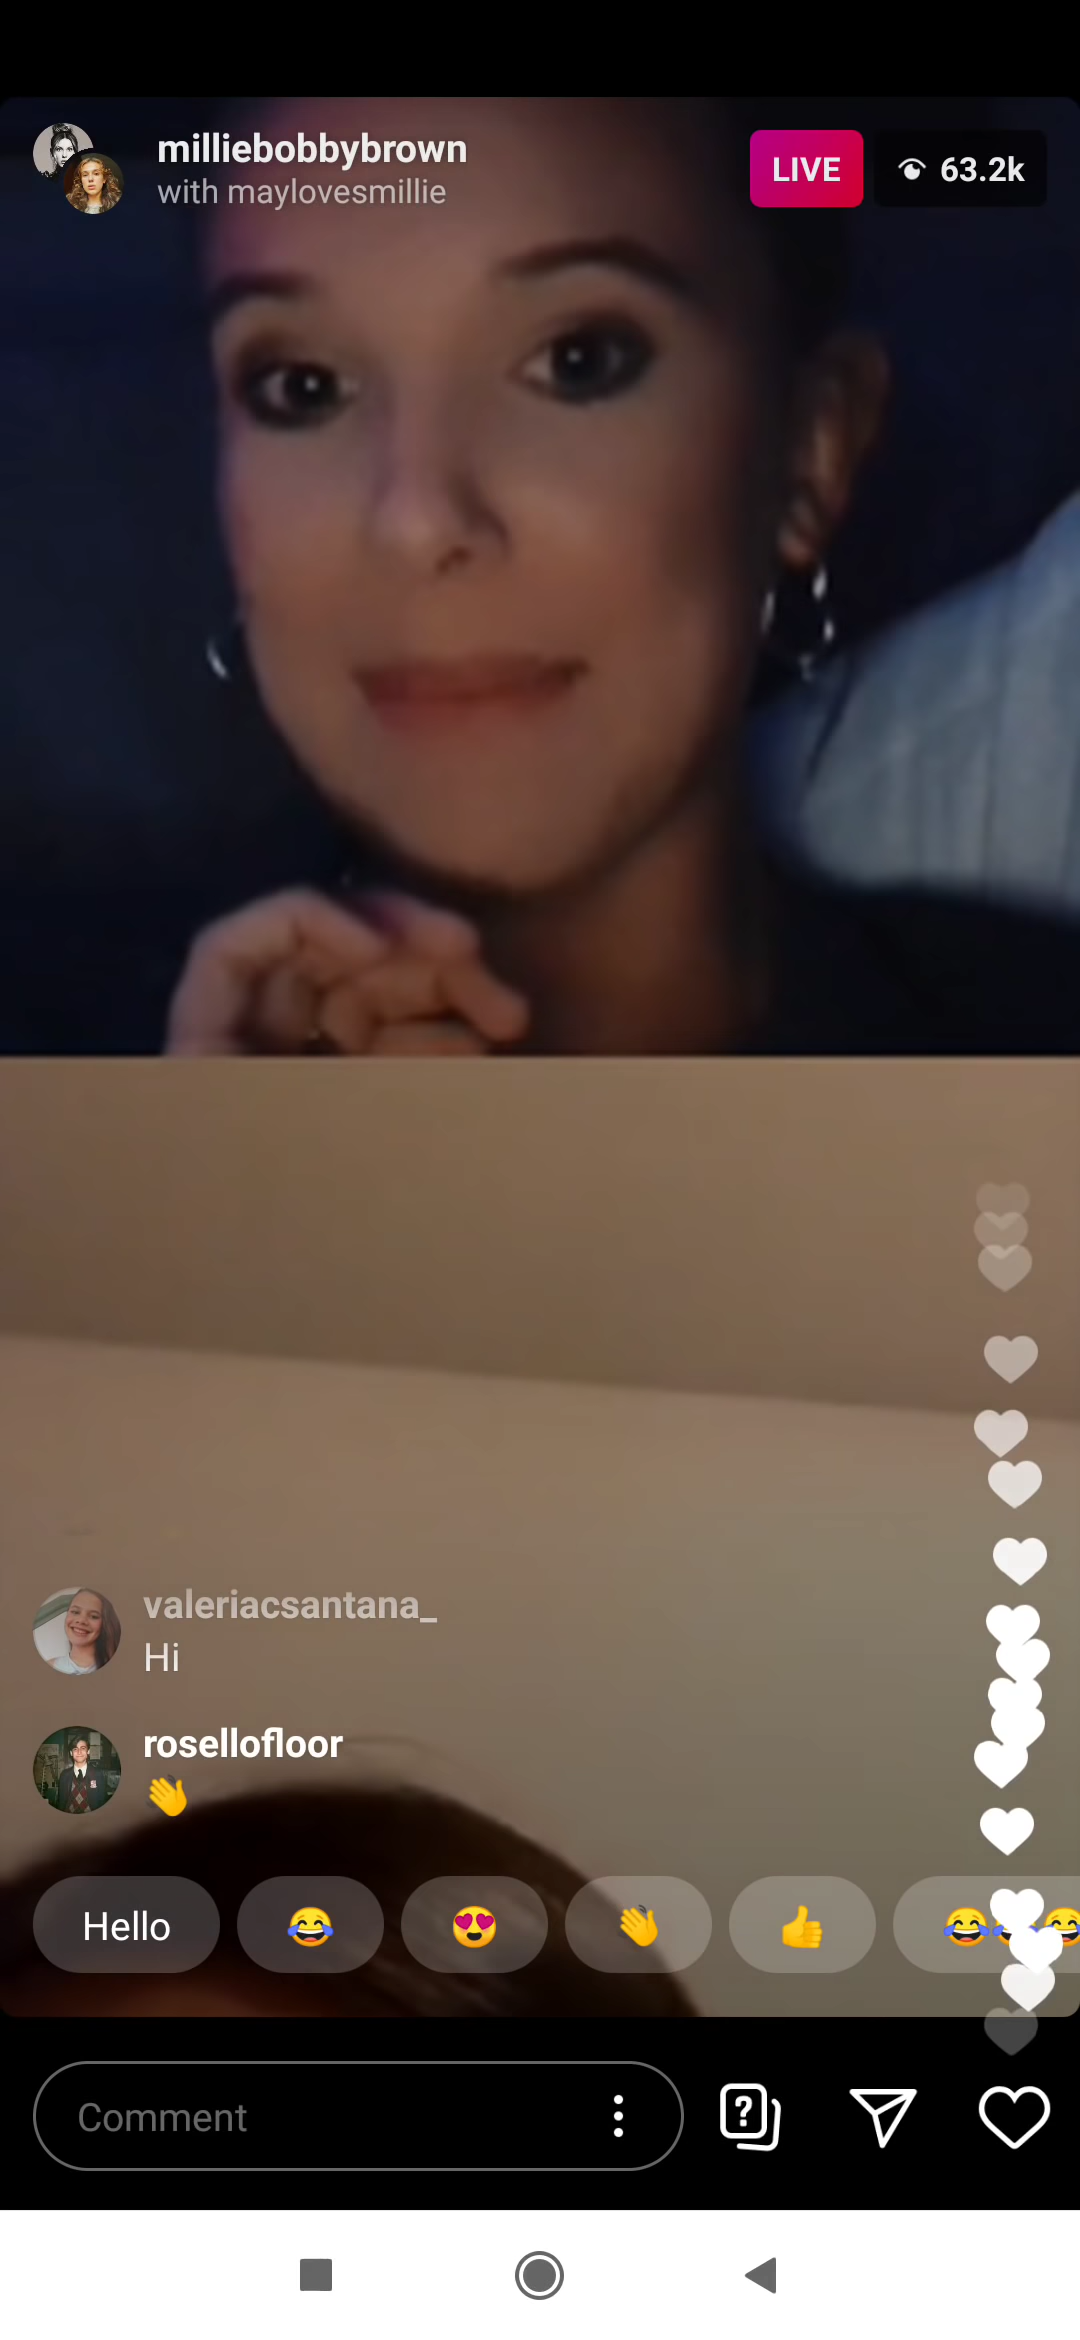 milliebobbybrown
with maylovesmillie
LIVE
63.2k
valeriacsantana_
Hi
rosellofloor
👋
Hello 😂 😍 👋 👍 😂😂😂
Comment